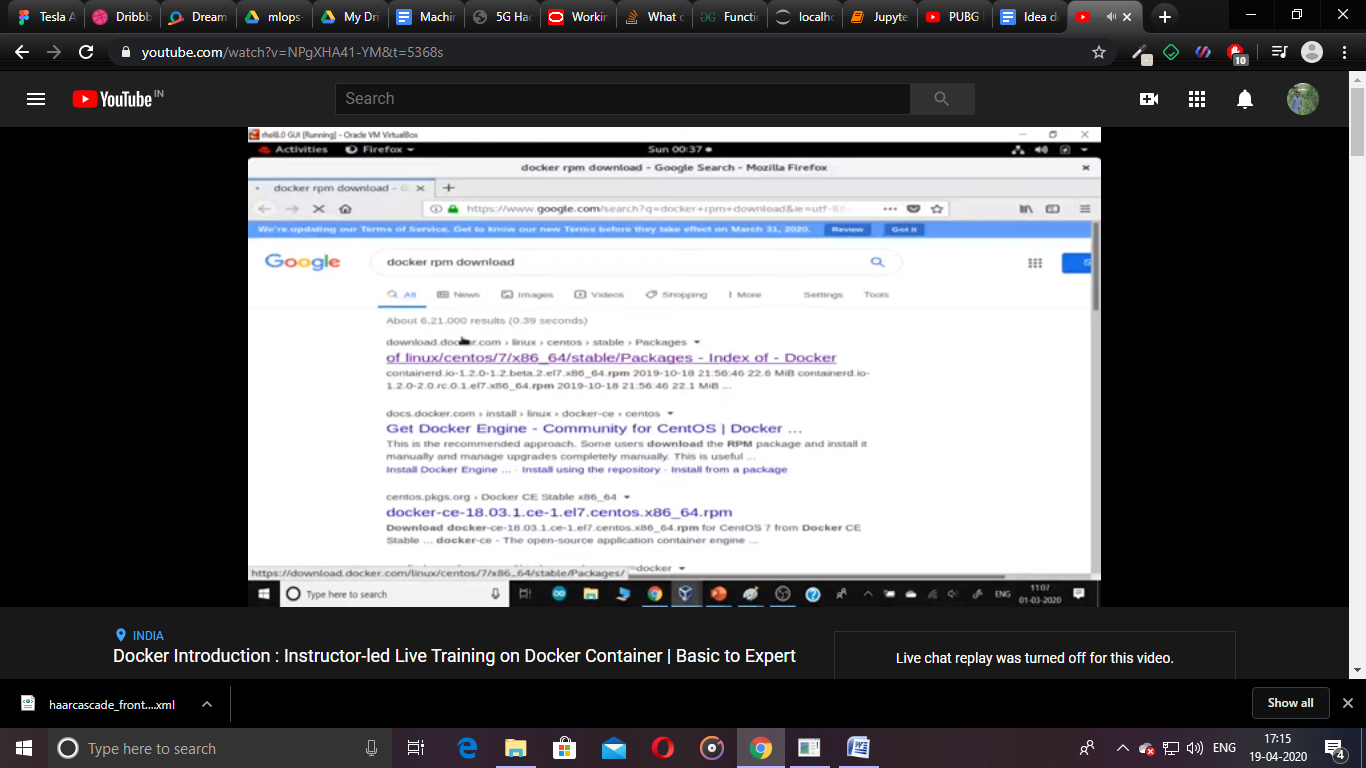 Tesla A
Dribbb
Dream
mlops-
My Dri
Machin
5G Hac
Workin
What c
Functi
localho
Jupyte
PUBG
Idea d
youtube.com/watch?v=NPgXHA41-YM&t=5368s
10
YouTube IN
Search
rhel8.0 GUI [Running] - Oracle VM VirtualBox
Activities Firefox Sun 00:37
docker rpm download - Google Search - Mozilla Firefox
docker rpm download - G
https://www.google.com/search?q=docker+rpm+download&ie=utf-8
We're updating our Terms of Service. Get to know our new Terms before they take effect on March 31, 2020. Review Got it
Google docker rpm download
All News Images Videos Shopping More Settings Tools
About 6,21,000 results (0.39 seconds)
download.docker.com › linux › centos › stable › Packages
of linux/centos/7/x86_64/stable/Packages - Index of - Docker
containerd.io-1.2.0-1.2.beta.2.el7.x86_64.rpm 2019-10-18 21:56:46 22.6 MiB containerd.io-
1.2.0-2.0.rc.0.1.el7.x86_64.rpm 2019-10-18 21:56:46 22.1 MiB ...
docs.docker.com › install › linux › docker-ce › centos
Get Docker Engine - Community for CentOS | Docker ...
This is the recommended approach. Some users download the RPM package and install it
manually and manage upgrades completely manually. This is useful ...
Install Docker Engine ... · Install using the repository · Install from a package
centos.pkgs.org › Docker CE Stable x86_64
docker-ce-18.03.1.ce-1.el7.centos.x86_64.rpm
Download docker-ce-18.03.1.ce-1.el7.centos.x86_64.rpm for CentOS 7 from Docker CE
Stable ... docker-ce - The open-source application container engine ...
https://download.docker.com/linux/centos/7/x86_64/stable/Packages/ =docker
Type here to search
ENG
11:07
01-03-2020
INDIA
Docker Introduction : Instructor-led Live Training on Docker Container | Basic to Expert
Live chat replay was turned off for this video.
haarcascade_front....xml
Show all
Type here to search
ENG
17:15
19-04-2020
4